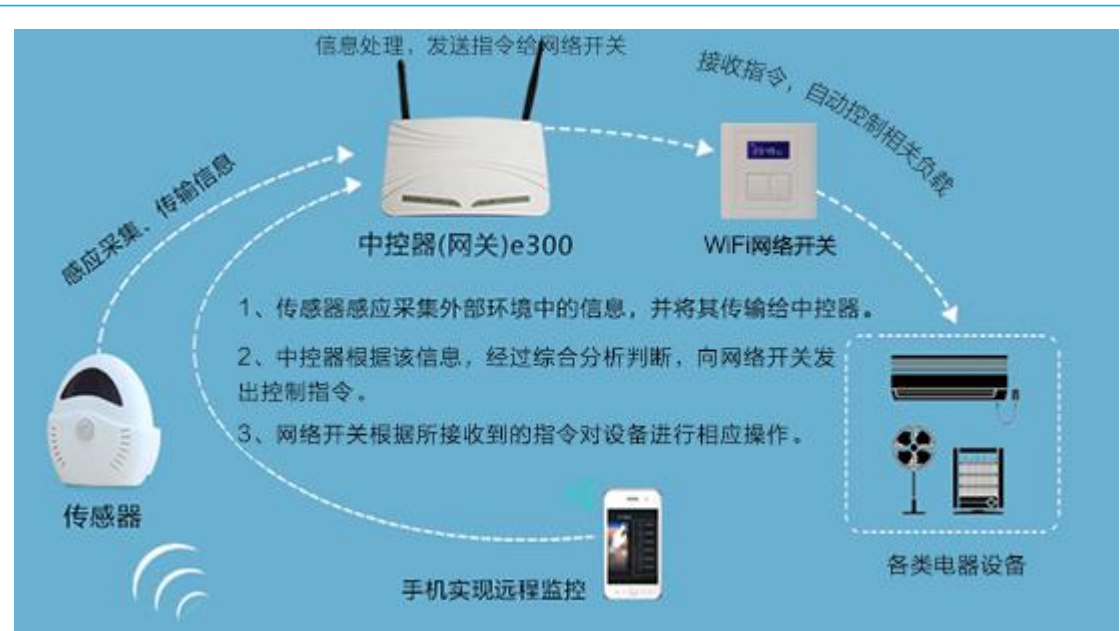 信息处理，发送指令给网络开关
接收指令，自动控制相关负载
感应采集、传输信息
中控器(网关)e300
WiFi网络开关
1、传感器感应采集外部环境中的信息，并将其传输给中控器。
2、中控器根据该信息，经过综合分析判断，向网络开关发
出控制指令。
3、网络开关根据所接收到的指令对设备进行相应操作。
传感器
手机实现远程监控
各类电器设备